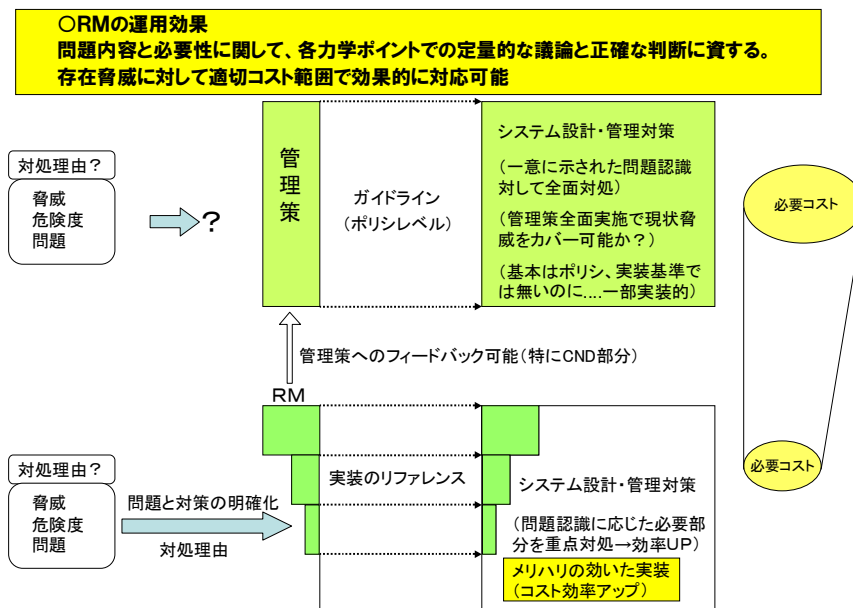 ○RMの運用効果
問題内容と必要性に関して、各力学ポイントでの定量的な議論と正確な判断に資する。
存在脅威に対して適切コスト範囲で効果的に対応可能
対処理由？
脅威
危険度
問題
？
管
理
策
ガイドライン
（ポリシレベル）
システム設計・管理対策
（一意に示された問題認識
対して全面対処）
（管理策全面実施で現状脅
威をカバー可能か？）
（基本はポリシ、実装基準で
は無いのに....一部実装的）
必要コスト
管理策へのフィードバック可能（特にCND部分）
RM
対処理由？
脅威
危険度
問題
問題と対策の明確化
対処理由
実装のリファレンス
システム設計・管理対策
（問題認識に応じた必要部
分を重点対処→効率UP）
メリハリの効いた実装
（コスト効率アップ）
必要コスト